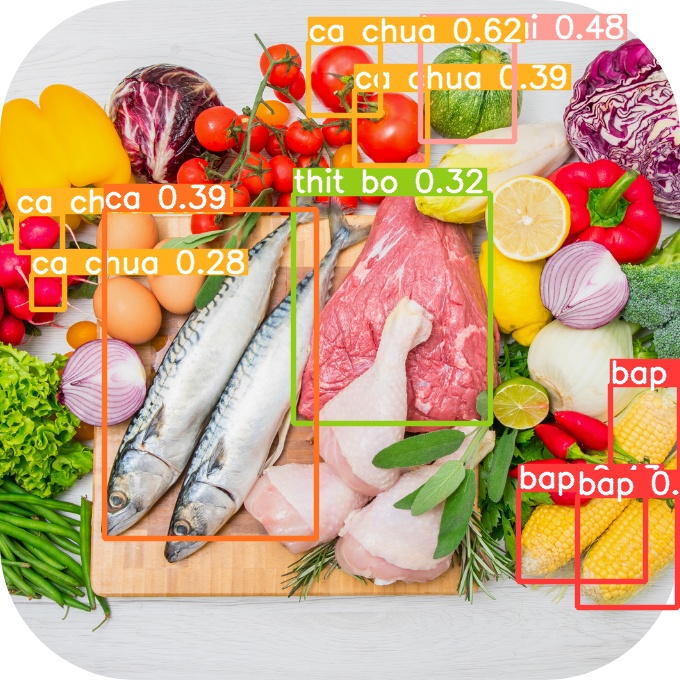 ca chua 0.62
i 0.48
ca chua 0.39
thit bo 0.32
ca ch
ca 0.39
ca chua 0.28
bap
bap
bap 0.